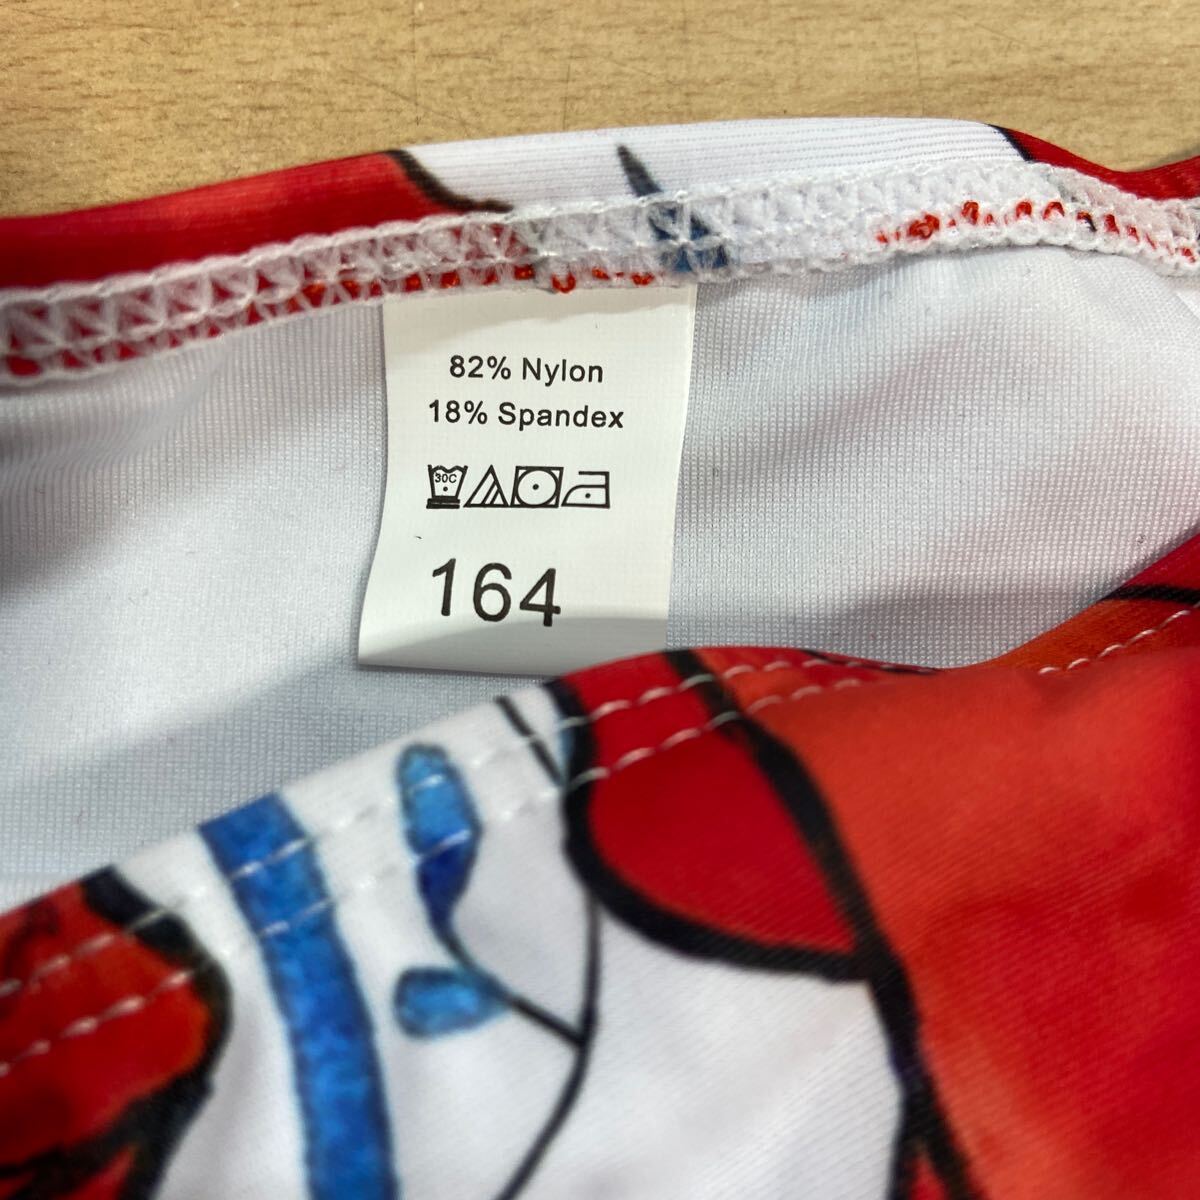 82% Nylon
18% Spandex
30C
164